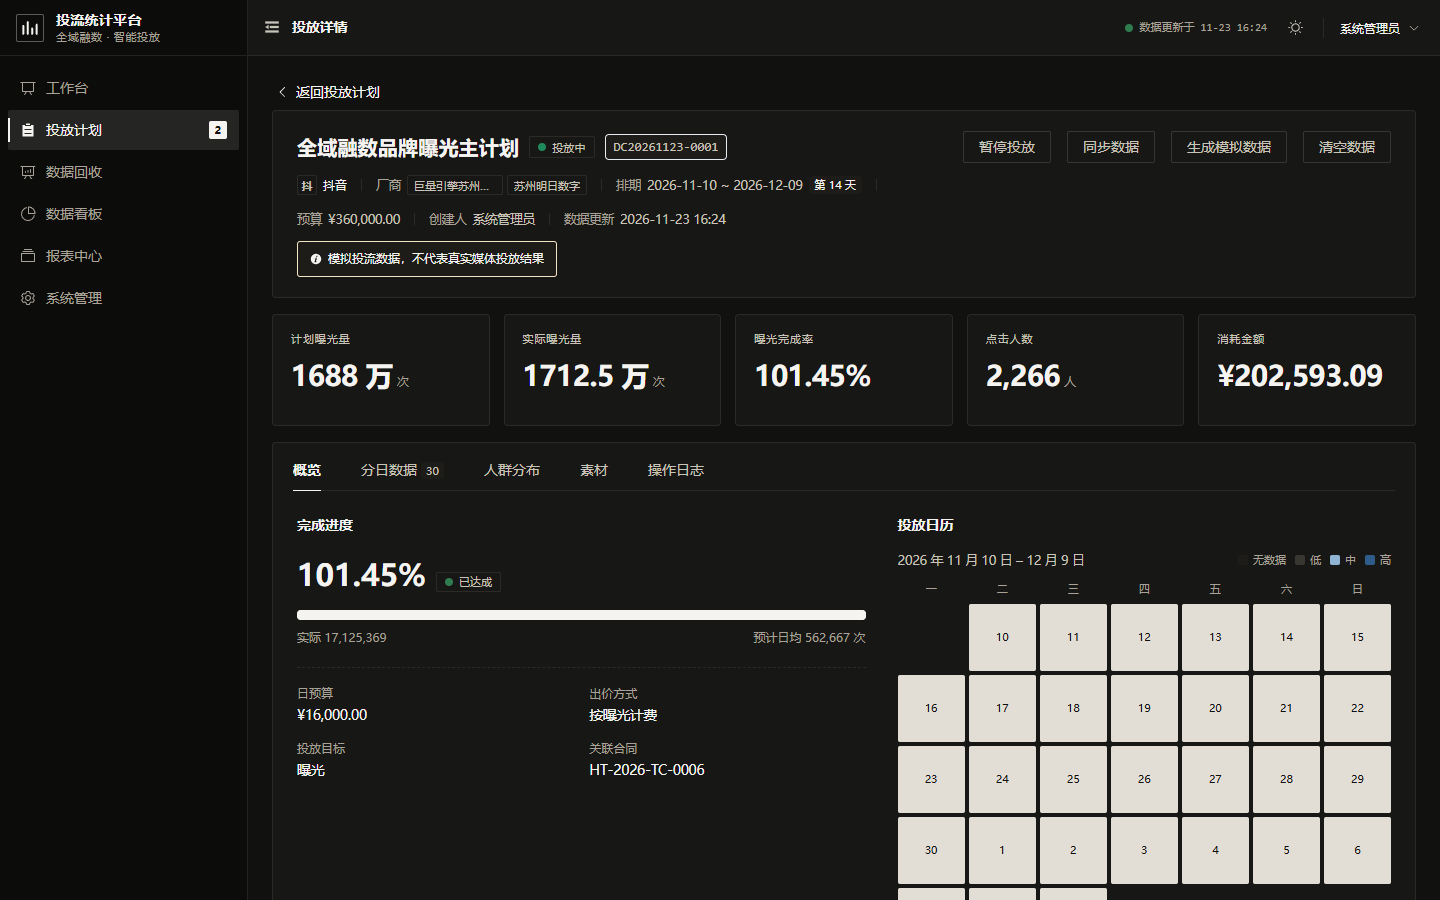 投流统计平台
全域融数 · 智能投放
投放详情
数据更新于 11-23 16:24
系统管理员
工作台
投放计划 2
数据回收
数据看板
报表中心
系统管理
返回投放计划
全域融数品牌曝光主计划 投放中 DC20261123-0001
暂停投放 同步数据 生成模拟数据 清空数据
抖 抖音 厂商 巨量引擎苏州... 苏州明日数字 排期 2026-11-10 ~ 2026-12-09 第 14 天
预算 ¥360,000.00 创建人 系统管理员 数据更新 2026-11-23 16:24
模拟投流数据，不代表真实媒体投放结果
计划曝光量
1688 万 次
实际曝光量
1712.5 万 次
曝光完成率
101.45%
点击人数
2,266 人
消耗金额
¥202,593.09
概览 分日数据 30 人群分布 素材 操作日志
完成进度
101.45% 已达成
实际 17,125,369 预计日均 562,667 次
日预算
¥16,000.00
出价方式
按曝光计费
投放目标
曝光
关联合同
HT-2026-TC-0006
投放日历
2026 年 11 月 10 日 – 12 月 9 日 无数据 低 中 高
一 二 三 四 五 六 日
10 11 12 13 14 15
16 17 18 19 20 21 22
23 24 25 26 27 28 29
30 1 2 3 4 5 6